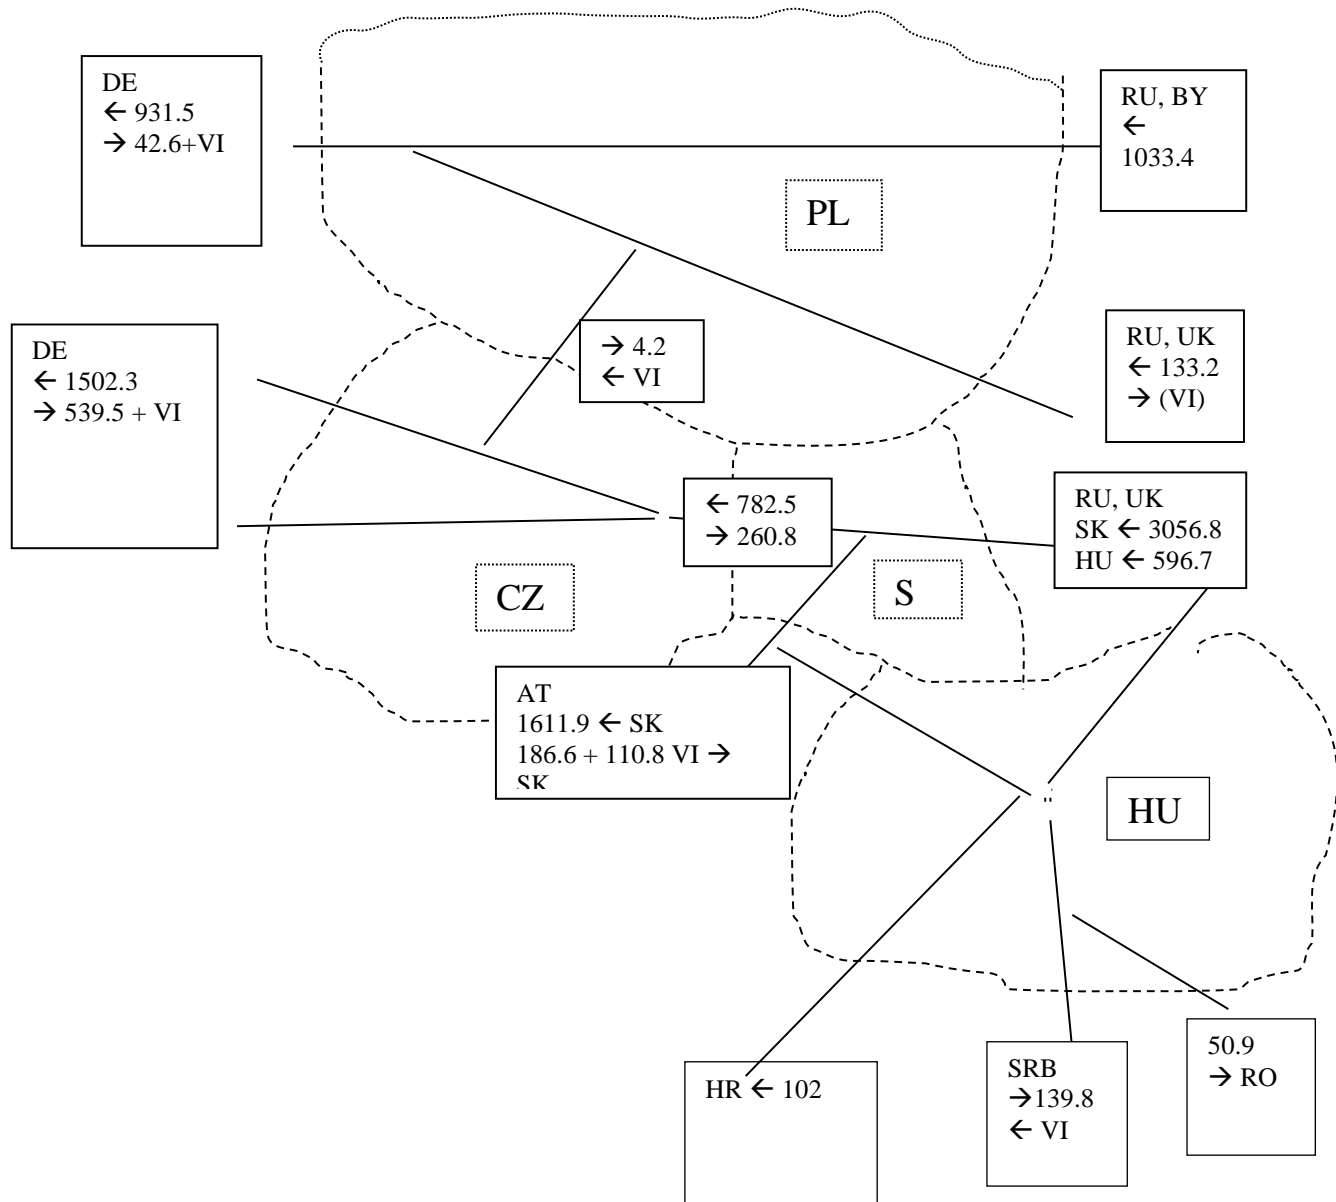 DE
← 931.5
→ 42.6+VI
RU, BY
←
1033.4
PL
DE
← 1502.3
→ 539.5 + VI
→ 4.2
← VI
RU, UK
← 133.2
→ (VI)
← 782.5
→ 260.8
RU, UK
SK ← 3056.8
HU ← 596.7
CZ
S
AT
1611.9 ← SK
186.6 + 110.8 VI →
SK
HU
HR ← 102
SRB
→139.8
← VI
50.9
→ RO